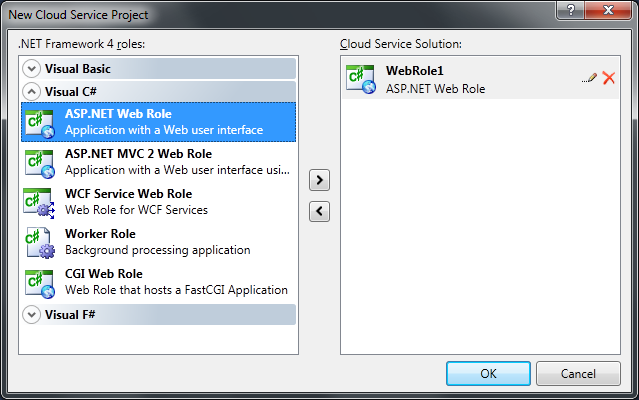 New Cloud Service Project
.NET Framework 4 roles:
Visual Basic
Visual C#
ASP.NET Web Role
Application with a Web user interface
ASP.NET MVC 2 Web Role
Application with a Web user interface usi...
WCF Service Web Role
Web Role for WCF Services
Worker Role
Background processing application
CGI Web Role
Web Role that hosts a FastCGI Application
Visual F#
Cloud Service Solution:
WebRole1
ASP.NET Web Role
OK
Cancel